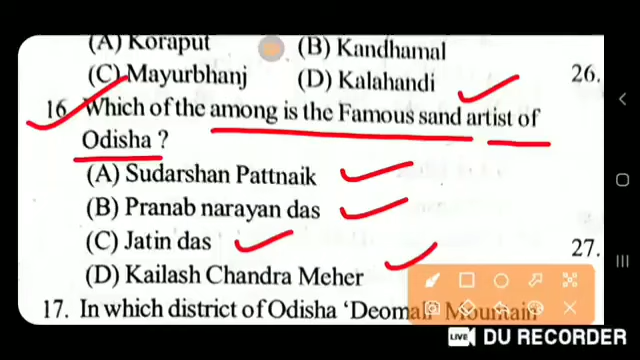 (A) Koraput (B) Kandhamal
(C) Mayurbhanj (D) Kalahandi
26.
16. Which of the among is the Famous sand artist of
Odisha ?
(A) Sudarshan Pattnaik
(B) Pranab narayan das
(C) Jatin das
27.
(D) Kailash Chandra Meher
17. In which district of Odisha 'Deomali' Mountain
LIVE DU RECORDER